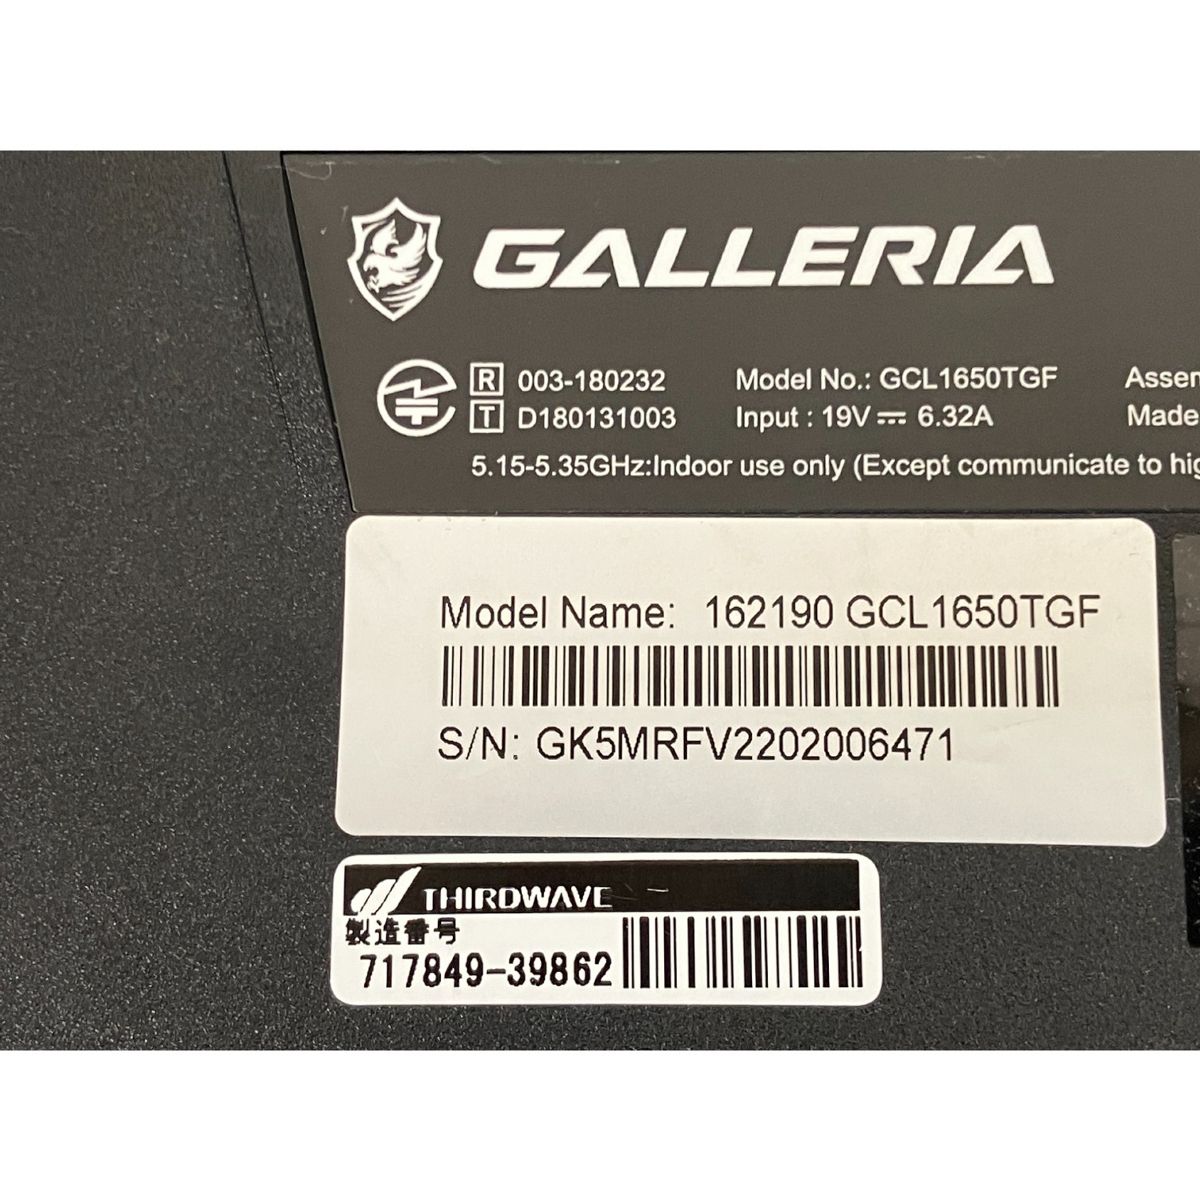 GALLERIA
R 003-180232 Model No.: GCL1650TGF
T D180131003 Input : 19V⎓6.32A Made
5.15-5.35GHz:Indoor use only (Except communicate to
Model Name: 162190 GCL1650TGF
S/N: GK5MRFV2202006471
THIRDWAVE
製造番号
717849-39862